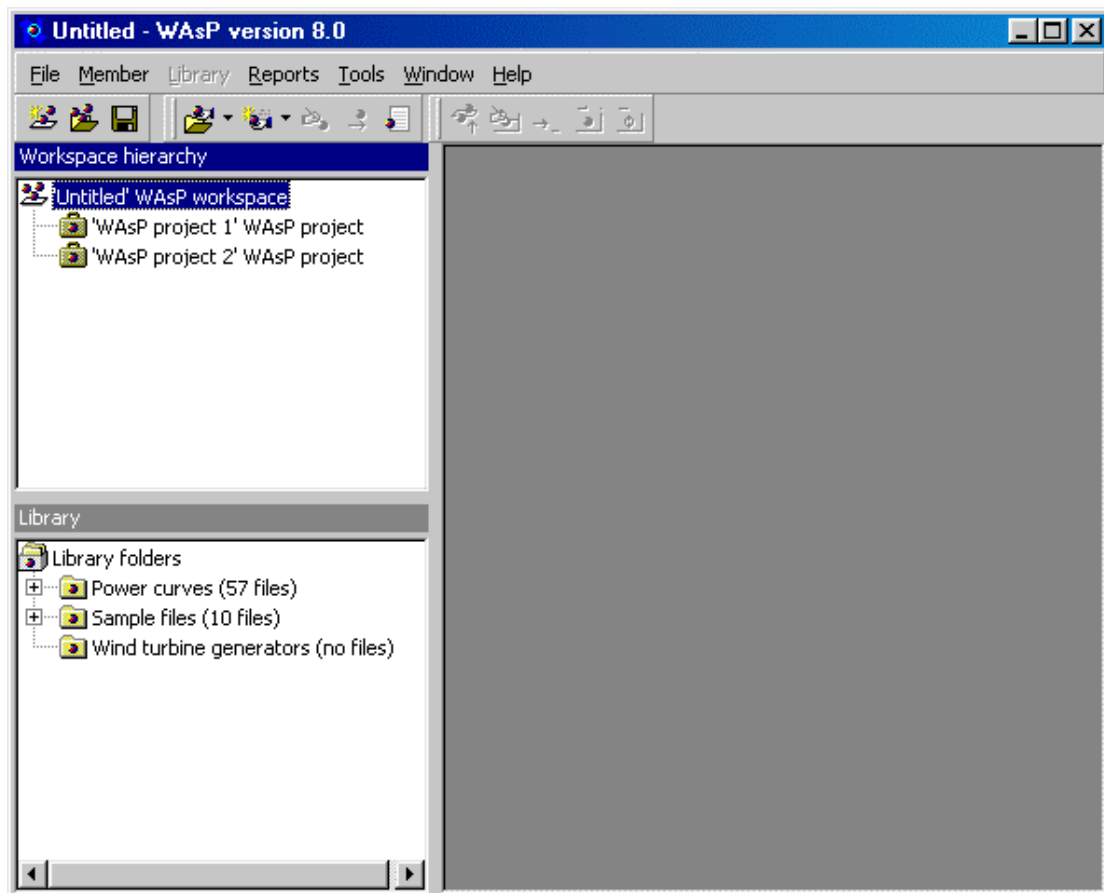 Untitled - WAsP version 8.0
File Member Library Reports Tools Window Help
Workspace hierarchy
'Untitled' WAsP workspace
'WAsP project 1' WAsP project
'WAsP project 2' WAsP project
Library
Library folders
Power curves (57 files)
Sample files (10 files)
Wind turbine generators (no files)